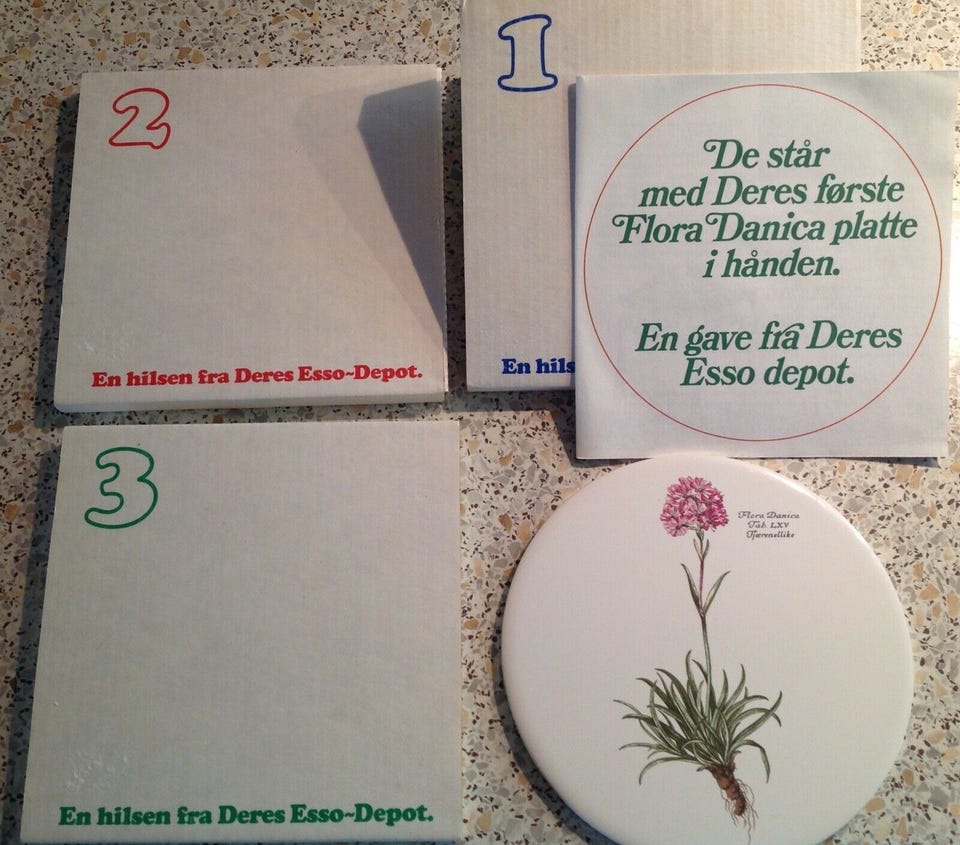 2
En hilsen fra Deres Esso-Depot.
1
En hils
De står
med Deres første
Flora Danica platte
i hånden.
En gave fra Deres
Esso depot.
3
En hilsen fra Deres Esso-Depot.
Flora Danica
Tab. LXV
Tjærenellike